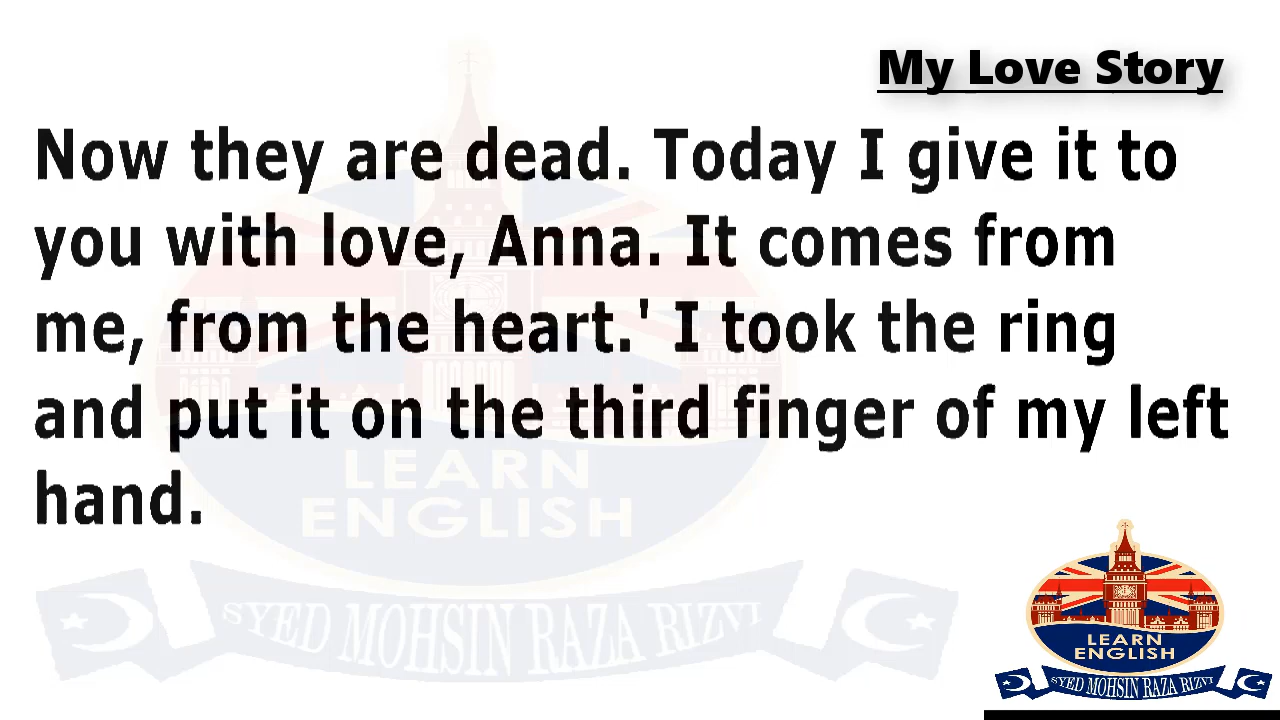 My Love Story
Now they are dead. Today I give it to
you with love, Anna. It comes from
me, from the heart.' I took the ring
and put it on the third finger of my left
hand.
LEARN
ENGLISH
SYED MOHSIN RAZA RIZVI
LEARN
ENGLISH
SYED MOHSIN RAZA RIZVI